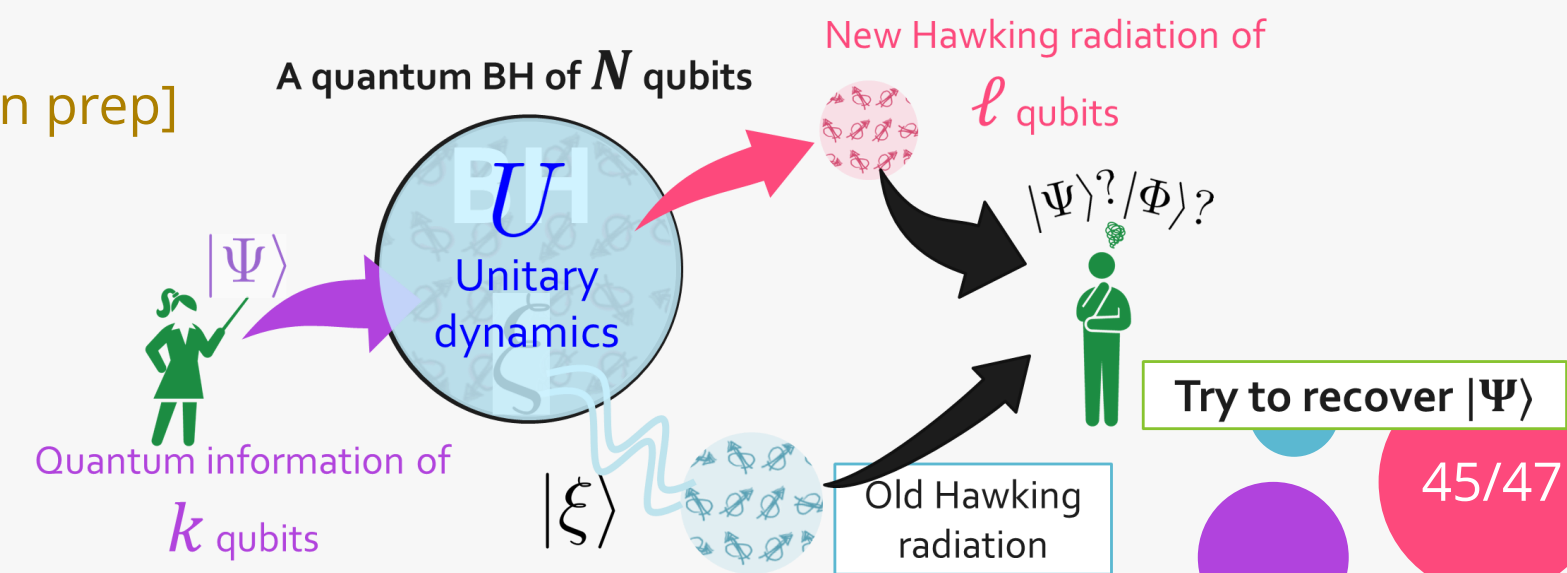 New Hawking radiation of
ℓ qubits
A quantum BH of N qubits
n prep]
BH
U
Unitary
dynamics
ξ
|Ψ⟩
|Ψ⟩?/|Φ⟩?
Try to recover |Ψ⟩
Quantum information of
k qubits
|ξ⟩
Old Hawking
radiation
45/47